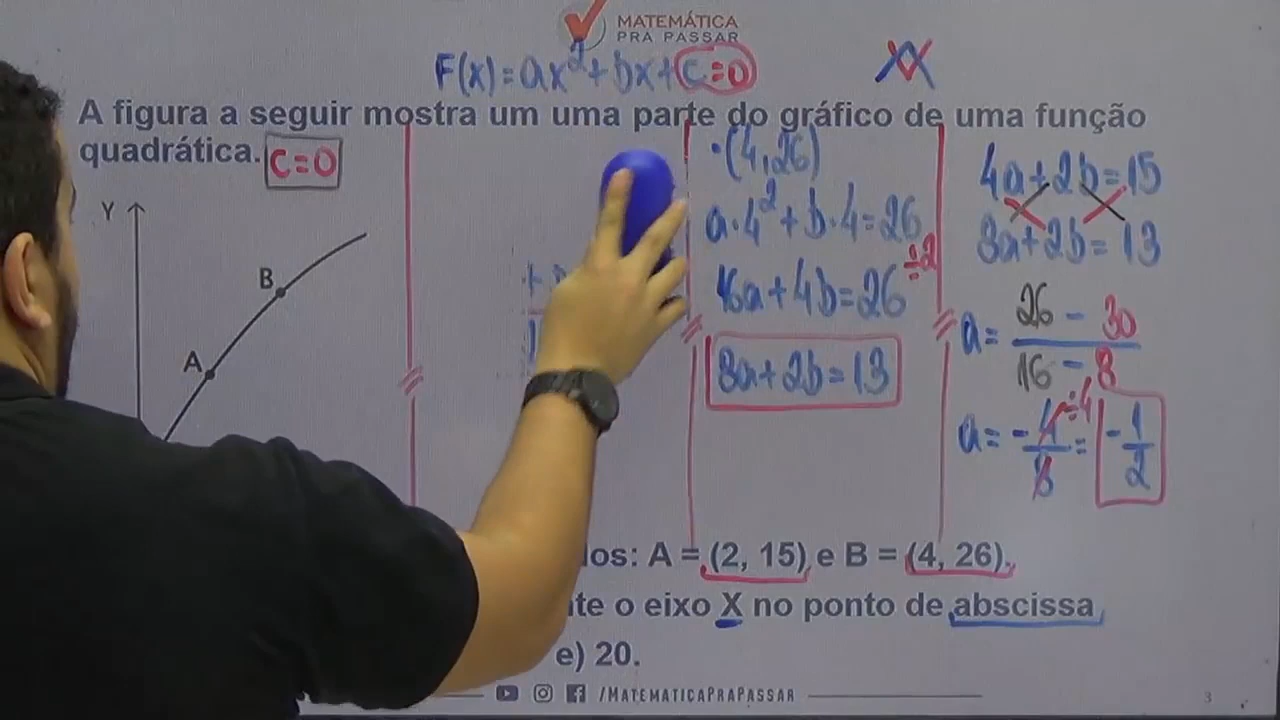 MATEMÁTICA
PRA PASSAR
F(x)=ax²+bx+c=0
A figura a seguir mostra um uma parte do gráfico de uma função
quadrática. C=0
Y
B
A
•(4,26)
a·4²+b·4=26
16a+4b=26 ÷2
8a+2b=13
4a+2b=15
8a+2b=13
a= 26 - 30
16 - 8
a= -4/8 ÷4 = -1/2
los: A = (2, 15) e B = (4, 26).
te o eixo X no ponto de abscissa
e) 20.
/MATEMATICAPRAPASSAR
3